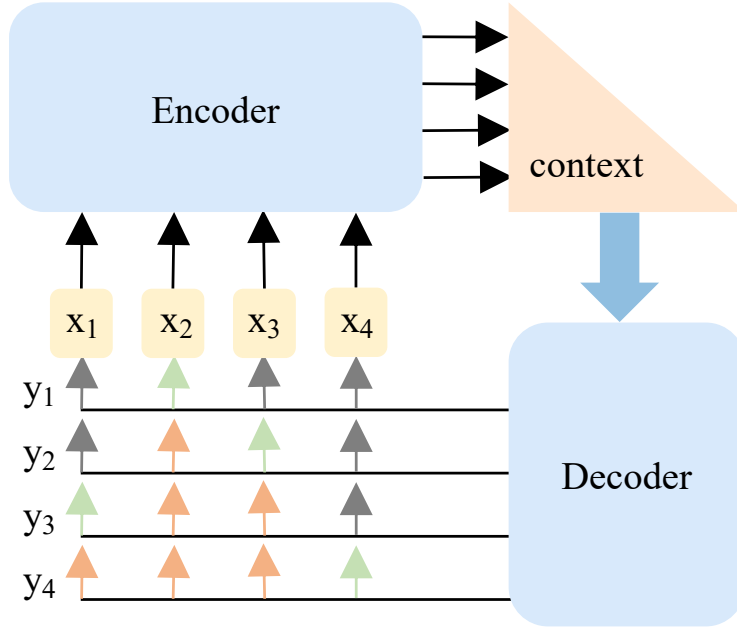 Encoder
context
x₁ x₂ x₃ x₄
y₁
y₂
Decoder
y₃
y₄